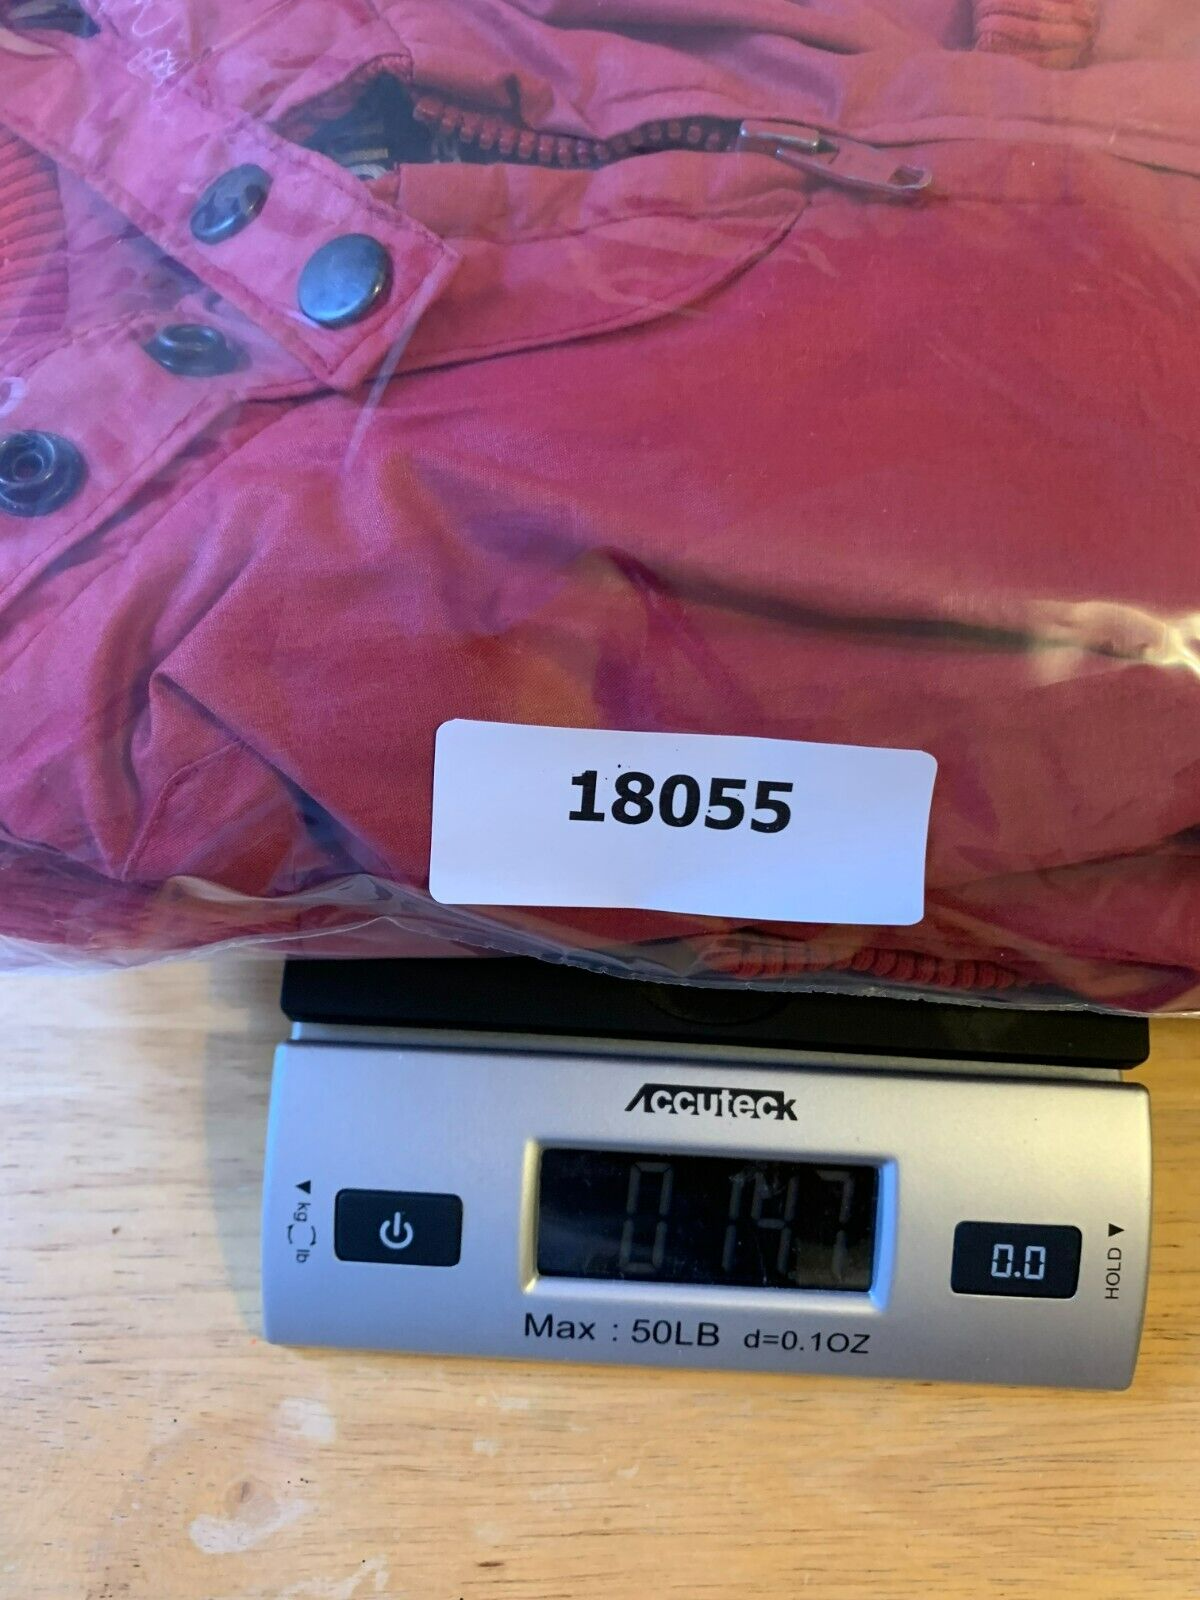 18055
Accuteck
kg lb
0 14.7
0.0
HOLD
Max : 50LB d=0.1OZ